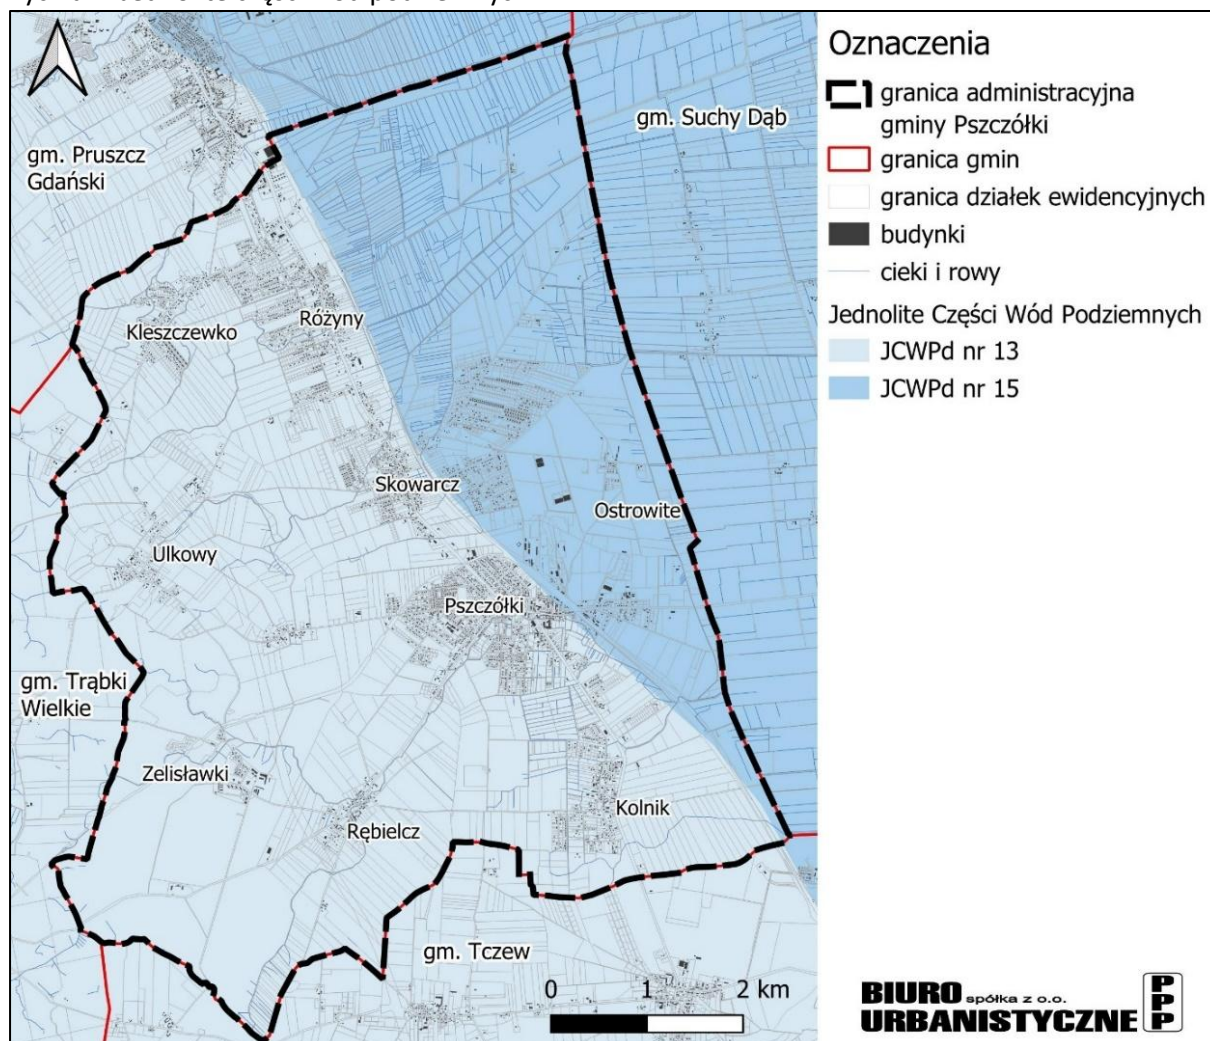 Oznaczenia
granica administracyjna
gminy Pszczółki
granica gmin
granica działek ewidencyjnych
budynki
cieki i rowy
Jednolite Części Wód Podziemnych
JCWPd nr 13
JCWPd nr 15
gm. Suchy Dąb
gm. Pruszcz
Gdański
Kleszczewko
Różyny
Skowarcz
Ostrowite
Ulkowy
Pszczółki
gm. Trąbki
Wielkie
Żelisławki
Kolnik
Rębielcz
gm. Tczew
0 1 2 km
BIURO spółka z o.o.
URBANISTYCZNE
PPP